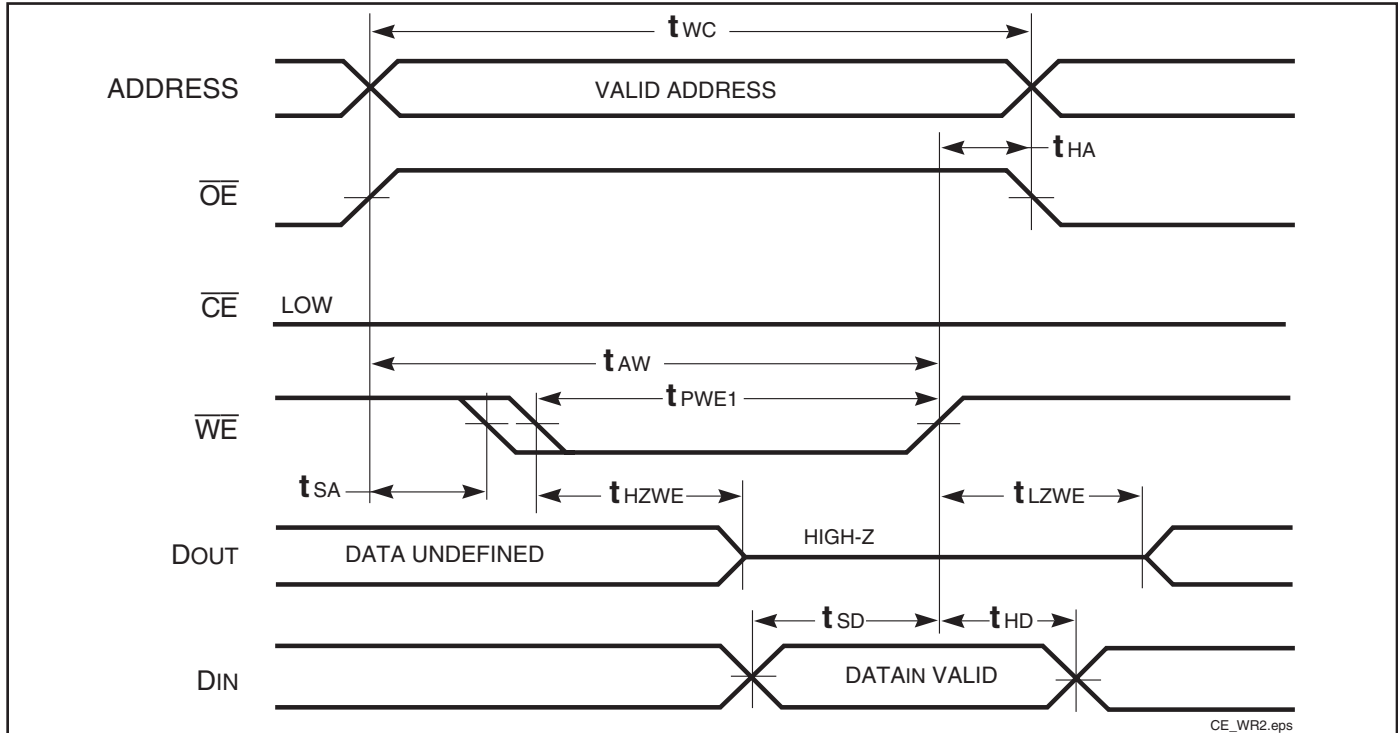 tWC
ADDRESS
VALID ADDRESS
tHA
OE
CE
LOW
tAW
WE
tPWE1
tSA
tHZWE
tLZWE
DOUT
DATA UNDEFINED
HIGH-Z
tSD
tHD
DIN
DATAIN VALID
CE_WR2.eps